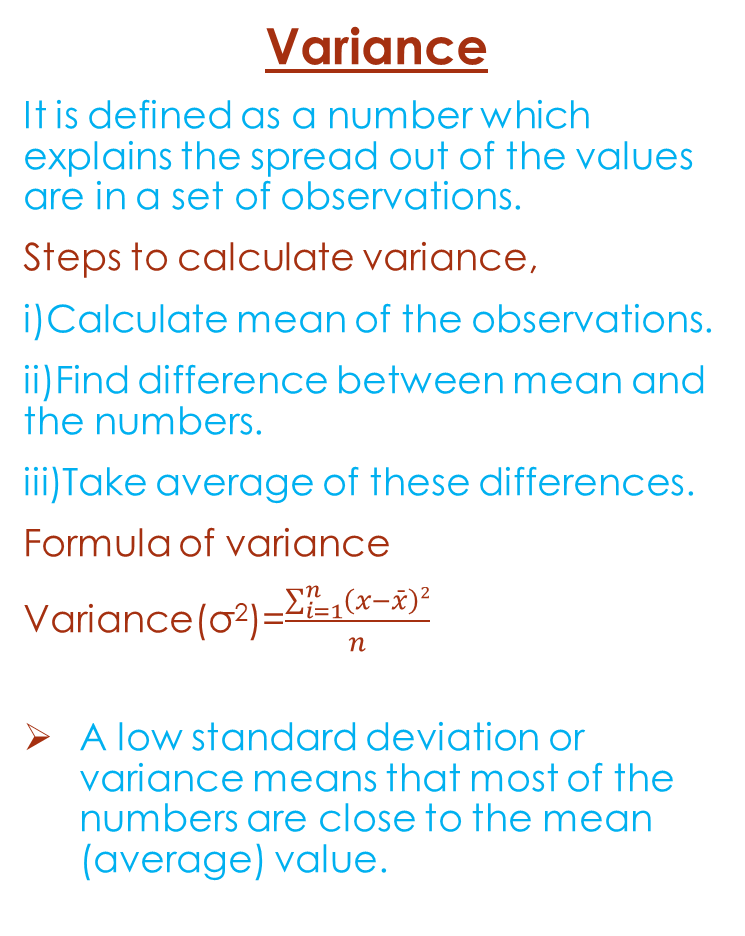 Variance
It is defined as a number which
explains the spread out of the values
are in a set of observations.
Steps to calculate variance,
i)Calculate mean of the observations.
ii)Find difference between mean and
the numbers.
iii)Take average of these differences.
Formula of variance
Variance(σ²)=∑ⁿᵢ₌₁(x−x̄)²/n
➢ A low standard deviation or
variance means that most of the
numbers are close to the mean
(average) value.